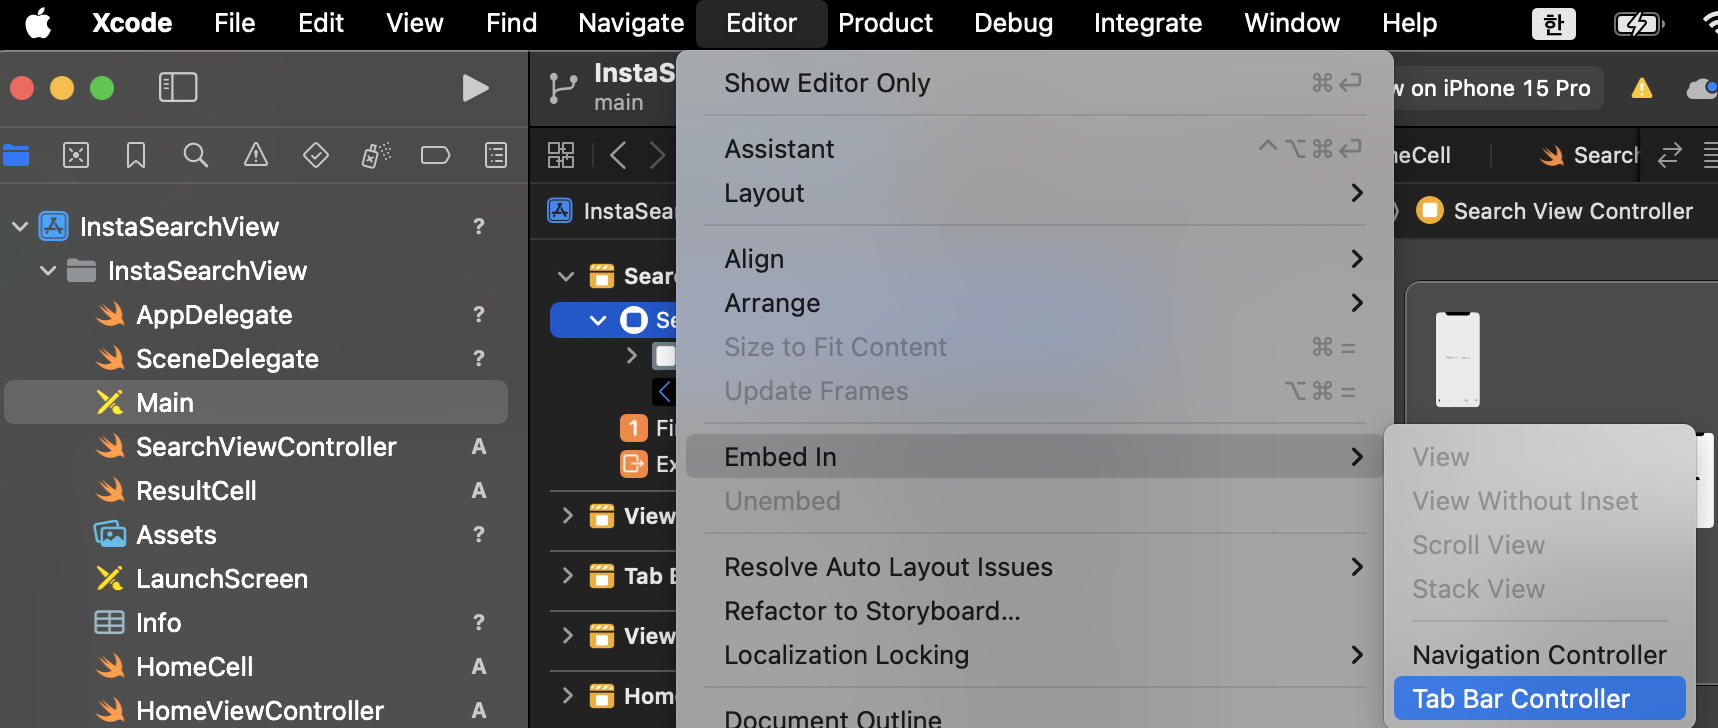 Xcode File Edit View Find Navigate Editor Product Debug Integrate Window Help 한
InstaS
main
w on iPhone 15 Pro
Show Editor Only ⌘↩
Assistant ^⌥⌘↩
Layout
Align
Arrange
Size to Fit Content ⌘=
Update Frames ⌥⌘=
Embed In
Unembed
Resolve Auto Layout Issues
Refactor to Storyboard...
Localization Locking
Document Outline
View
View Without Inset
Scroll View
Stack View
Navigation Controller
Tab Bar Controller
InstaSearchView ?
InstaSearchView
AppDelegate ?
SceneDelegate ?
Main
SearchViewController A
ResultCell A
Assets ?
LaunchScreen
Info ?
HomeCell A
HomeViewController A
InstaSea
Sear
Se
1 Fi
Ex
View
Tab B
View
Hom
neCell
Search
Search View Controller